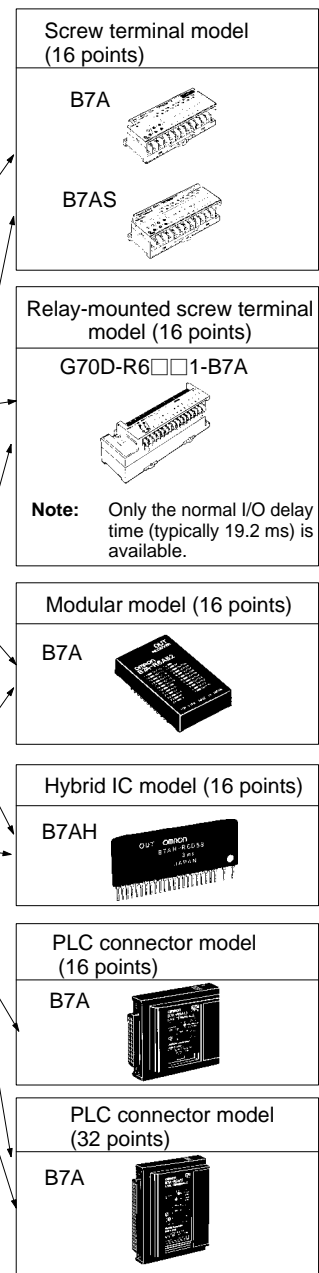 Screw terminal model
(16 points)
B7A
B7AS
Relay-mounted screw terminal
model (16 points)
G70D-R6□□1-B7A
Note: Only the normal I/O delay
time (typically 19.2 ms) is
available.
Modular model (16 points)
B7A
OUT
OMRON
Hybrid IC model (16 points)
B7AH
OUT OMRON
JAPAN
PLC connector model
(16 points)
B7A
PLC connector model
(32 points)
B7A